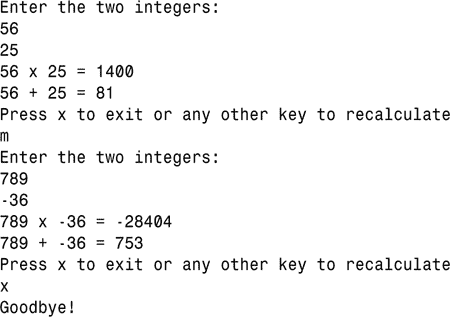 Enter the two integers:
56
25
56 x 25 = 1400
56 + 25 = 81
Press x to exit or any other key to recalculate
m
Enter the two integers:
789
-36
789 x -36 = -28404
789 + -36 = 753
Press x to exit or any other key to recalculate
x
Goodbye!